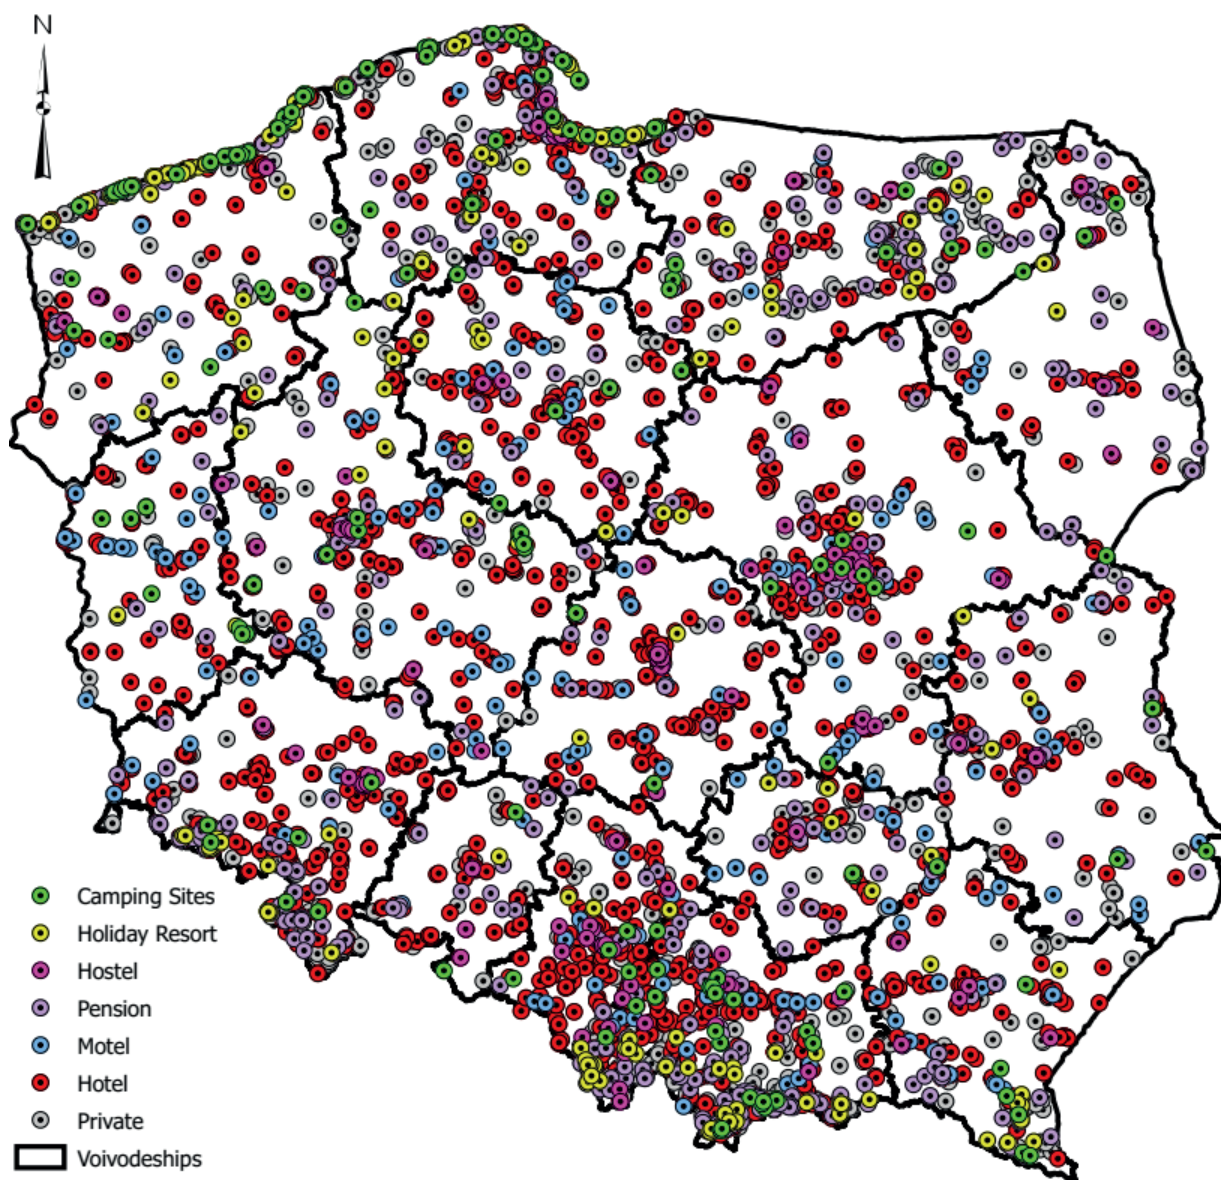 N
Camping Sites
Holiday Resort
Hostel
Pension
Motel
Hotel
Private
Voivodeships